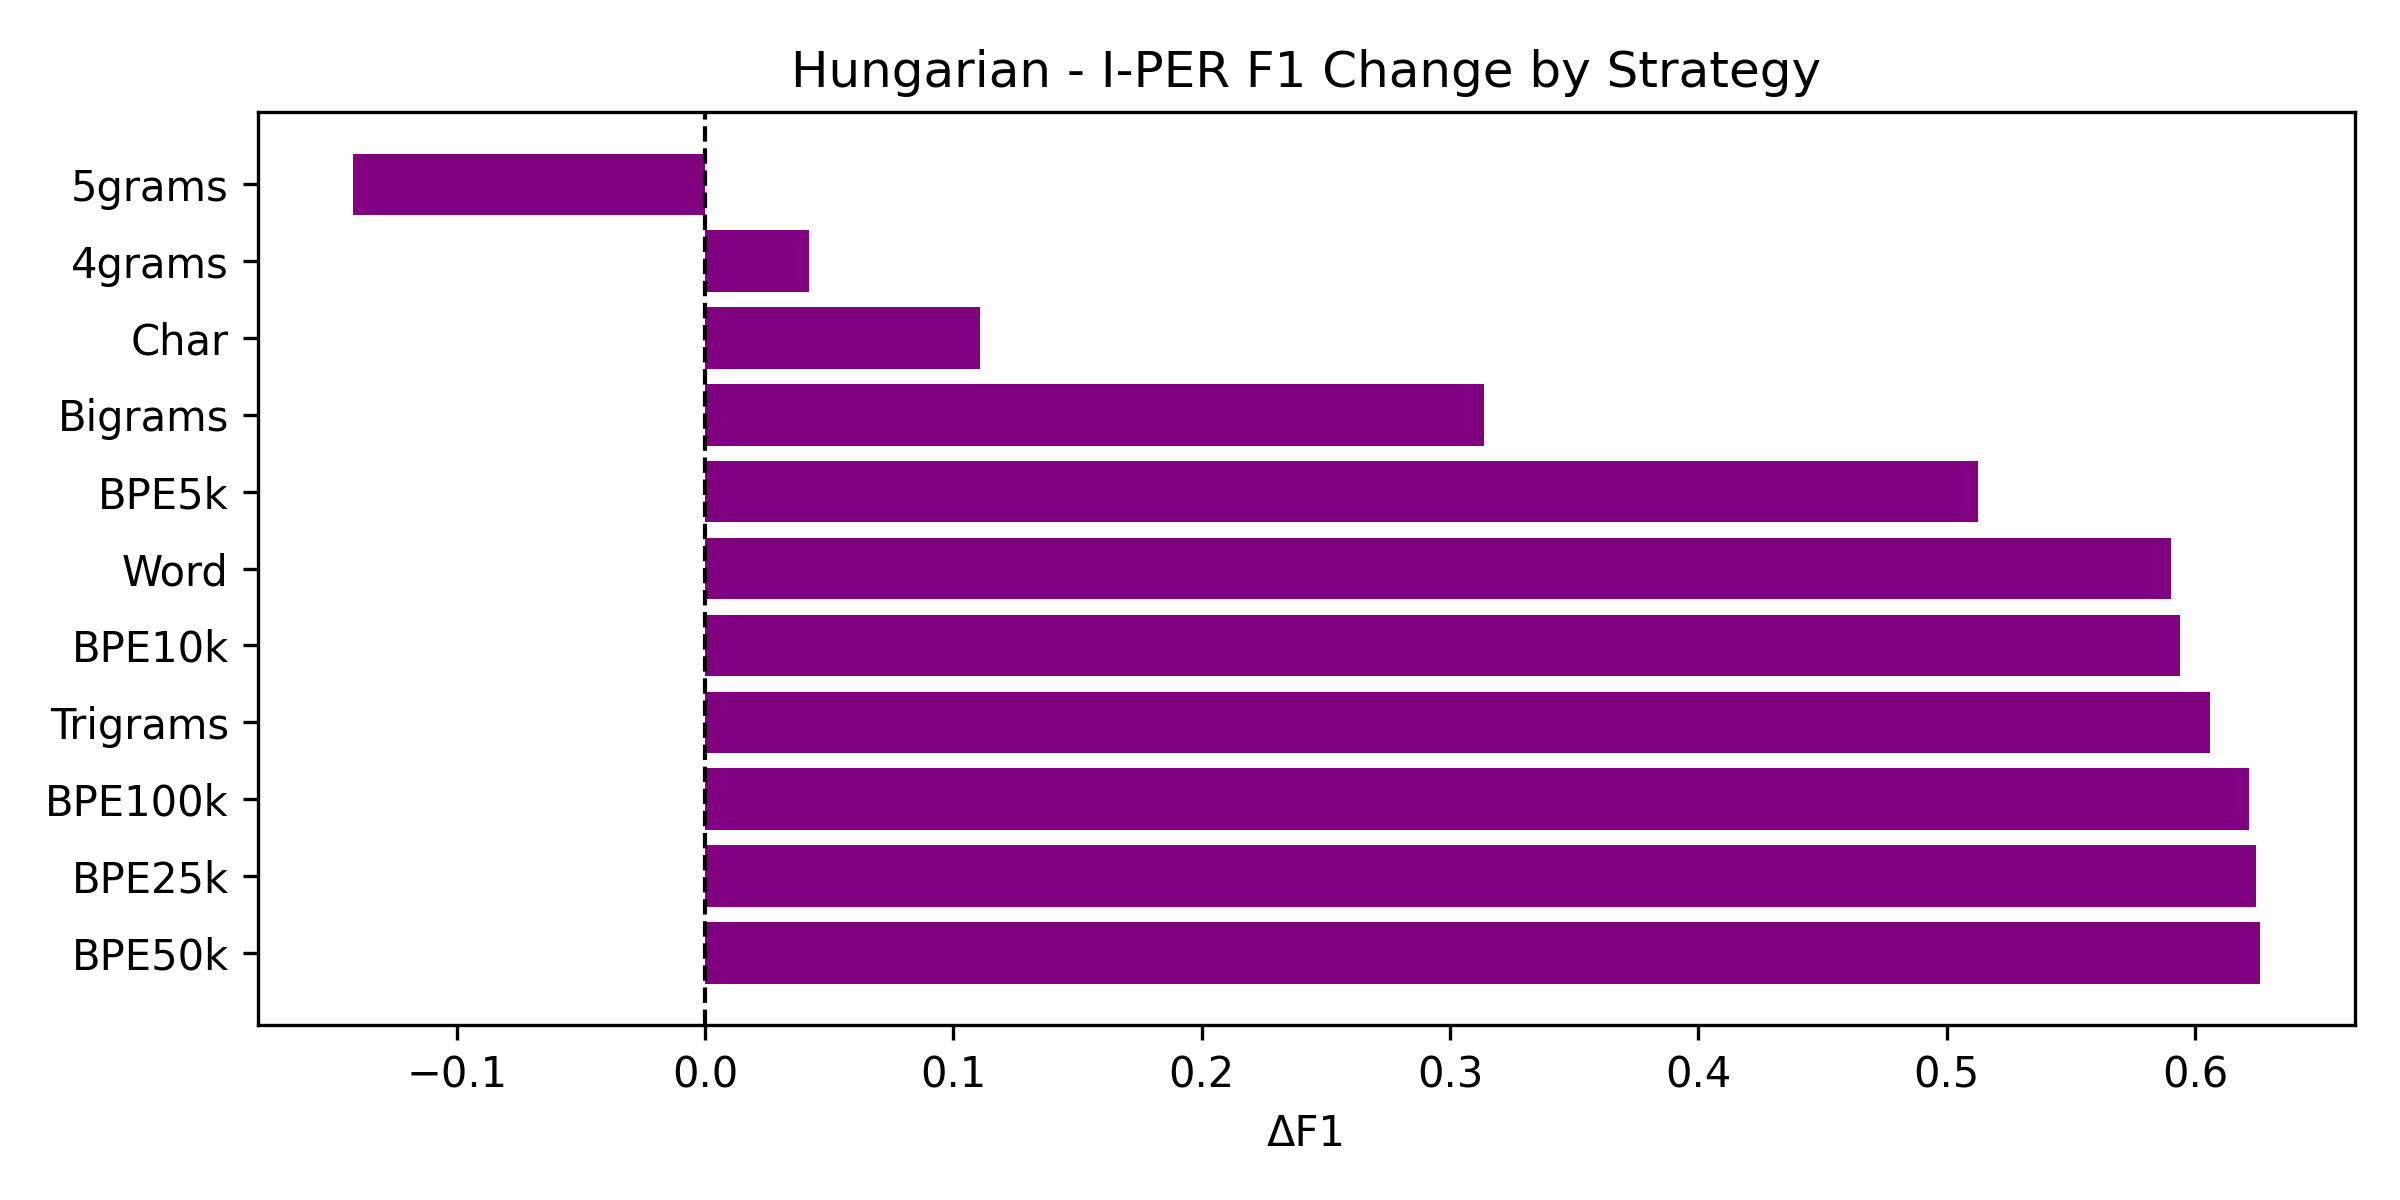 Hungarian - I-PER F1 Change by Strategy
5grams
4grams
Char
Bigrams
BPE5k
Word
BPE10k
Trigrams
BPE100k
BPE25k
BPE50k
−0.1 0.0 0.1 0.2 0.3 0.4 0.5 0.6
ΔF1